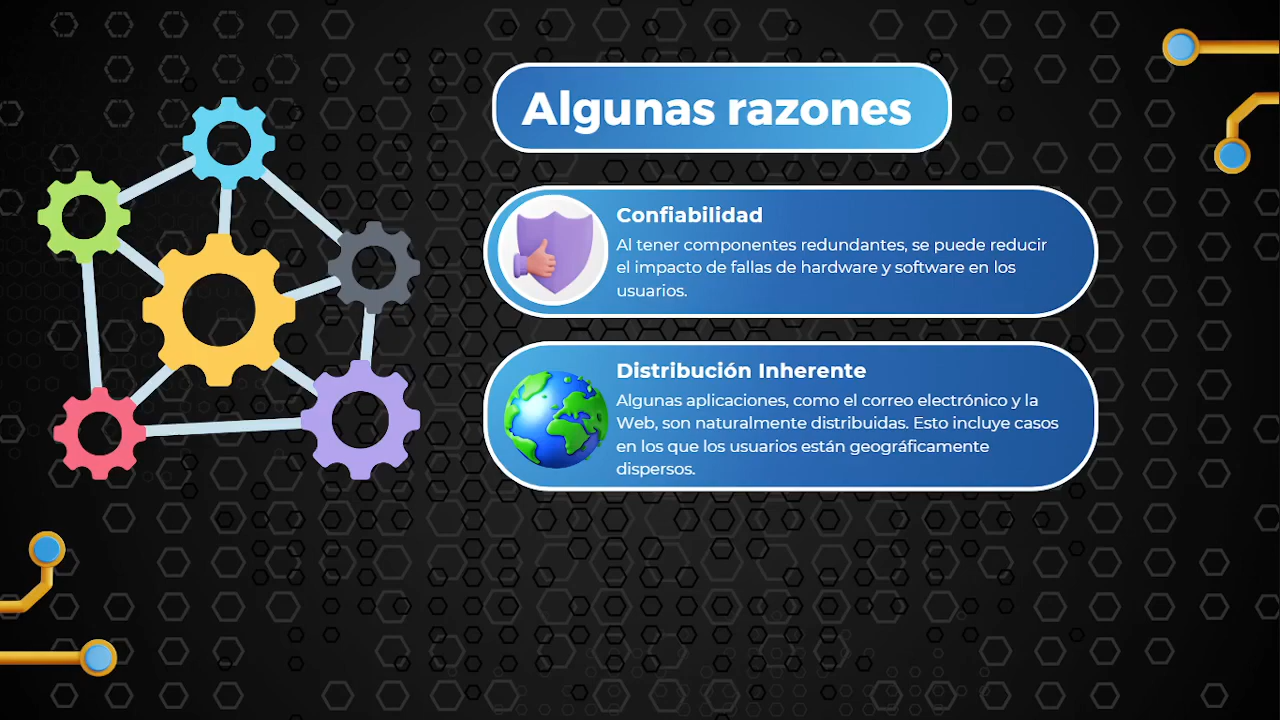 Algunas razones
Confiabilidad
Al tener componentes redundantes, se puede reducir
el impacto de fallas de hardware y software en los
usuarios.
Distribución Inherente
Algunas aplicaciones, como el correo electrónico y la
Web, son naturalmente distribuidas. Esto incluye casos
en los que los usuarios están geográficamente
dispersos.